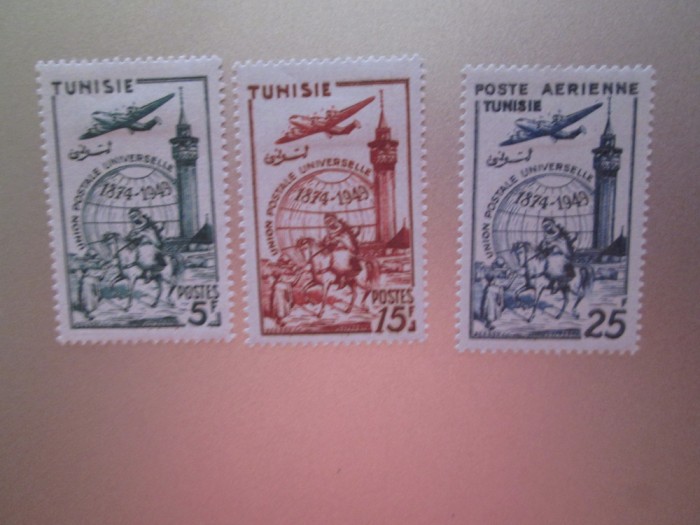 TUNISIE
تونس
UNION POSTALE UNIVERSELLE
1874-1949
POSTES
5F
TUNISIE
تونس
UNION POSTALE UNIVERSELLE
1874-1949
POSTES
15F
POSTE AERIENNE
TUNISIE
تونس
UNION POSTALE UNIVERSELLE
1874-1949
25F